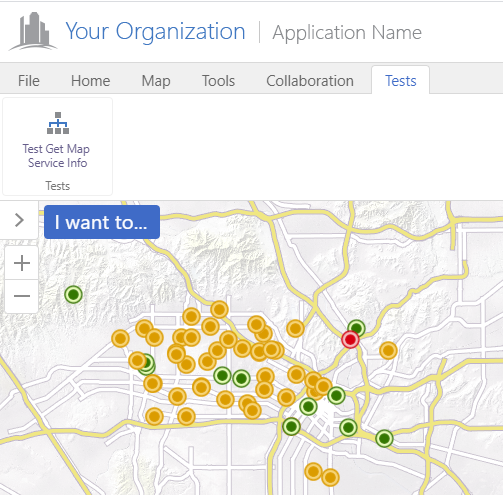 Your Organization
Application Name
File Home Map Tools Collaboration Tests
Test Get Map
Service Info
Tests
I want to...